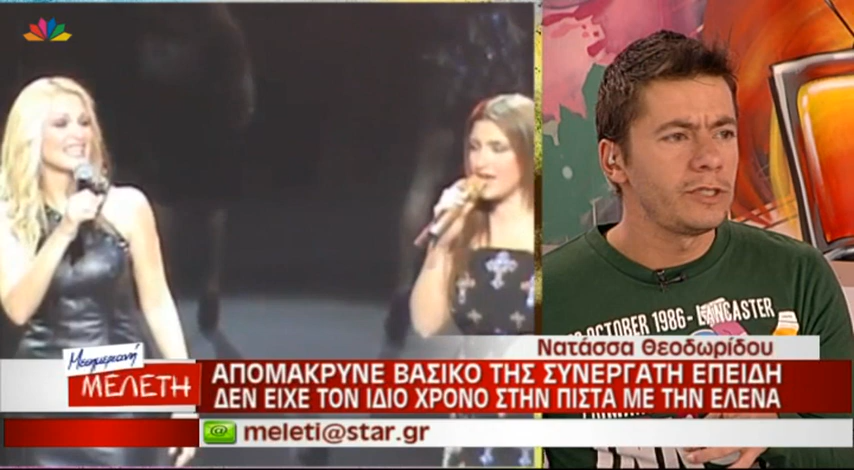 OCTOBER 1986-LANCASTER
Νατάσσα Θεοδωρίδου
Μεσημεριανή
ΜΕΛΕΤΗ
ΑΠΟΜΑΚΡΥΝΕ ΒΑΣΙΚΟ ΤΗΣ ΣΥΝΕΡΓΑΤΗ ΕΠΕΙΔΗ
ΔΕΝ ΕΙΧΕ ΤΟΝ ΙΔΙΟ ΧΡΟΝΟ ΣΤΗΝ ΠΙΣΤΑ ΜΕ ΤΗΝ ΕΛΕΝΑ
@ meleti@star.gr